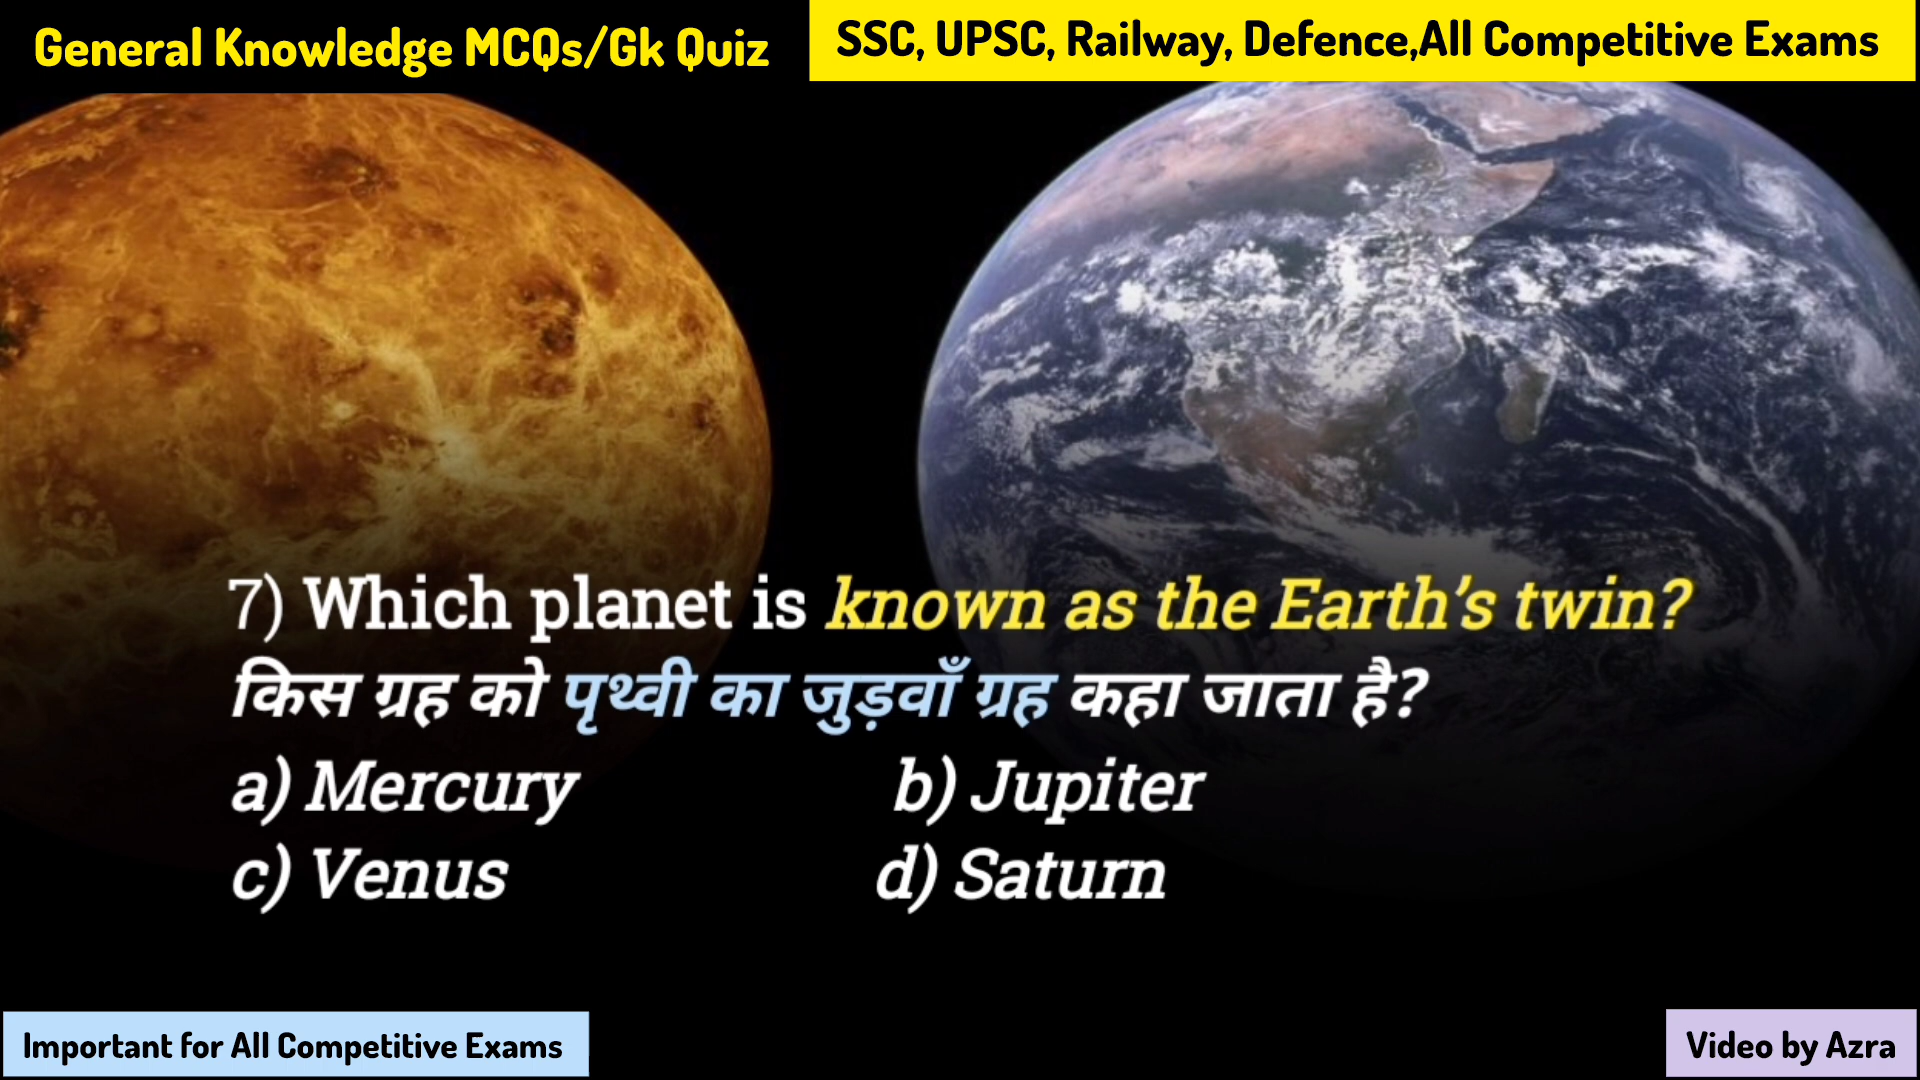 General Knowledge MCQs/Gk Quiz
SSC, UPSC, Railway, Defence,All Competitive Exams
7) Which planet is known as the Earth’s twin?
किस ग्रह को पृथ्वी का जुड़वाँ ग्रह कहा जाता है?
a) Mercury b) Jupiter
c) Venus d) Saturn
Important for All Competitive Exams
Video by Azra